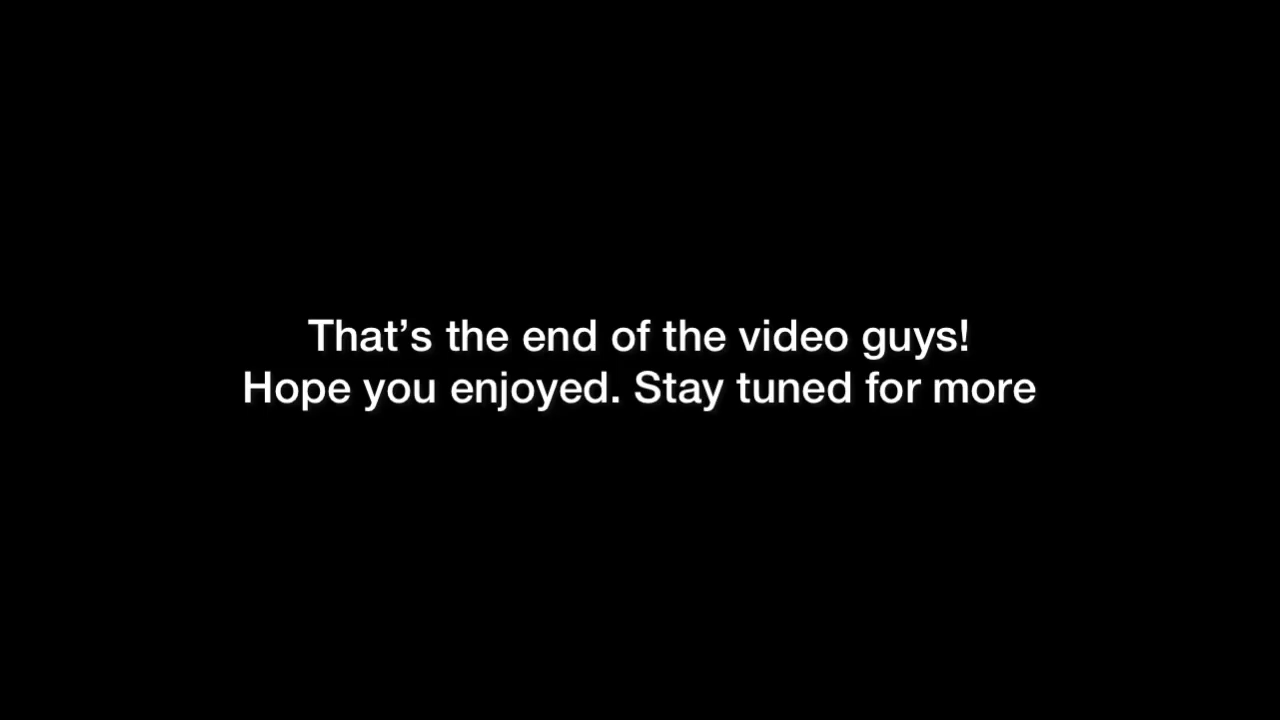 That’s the end of the video guys!
Hope you enjoyed. Stay tuned for more